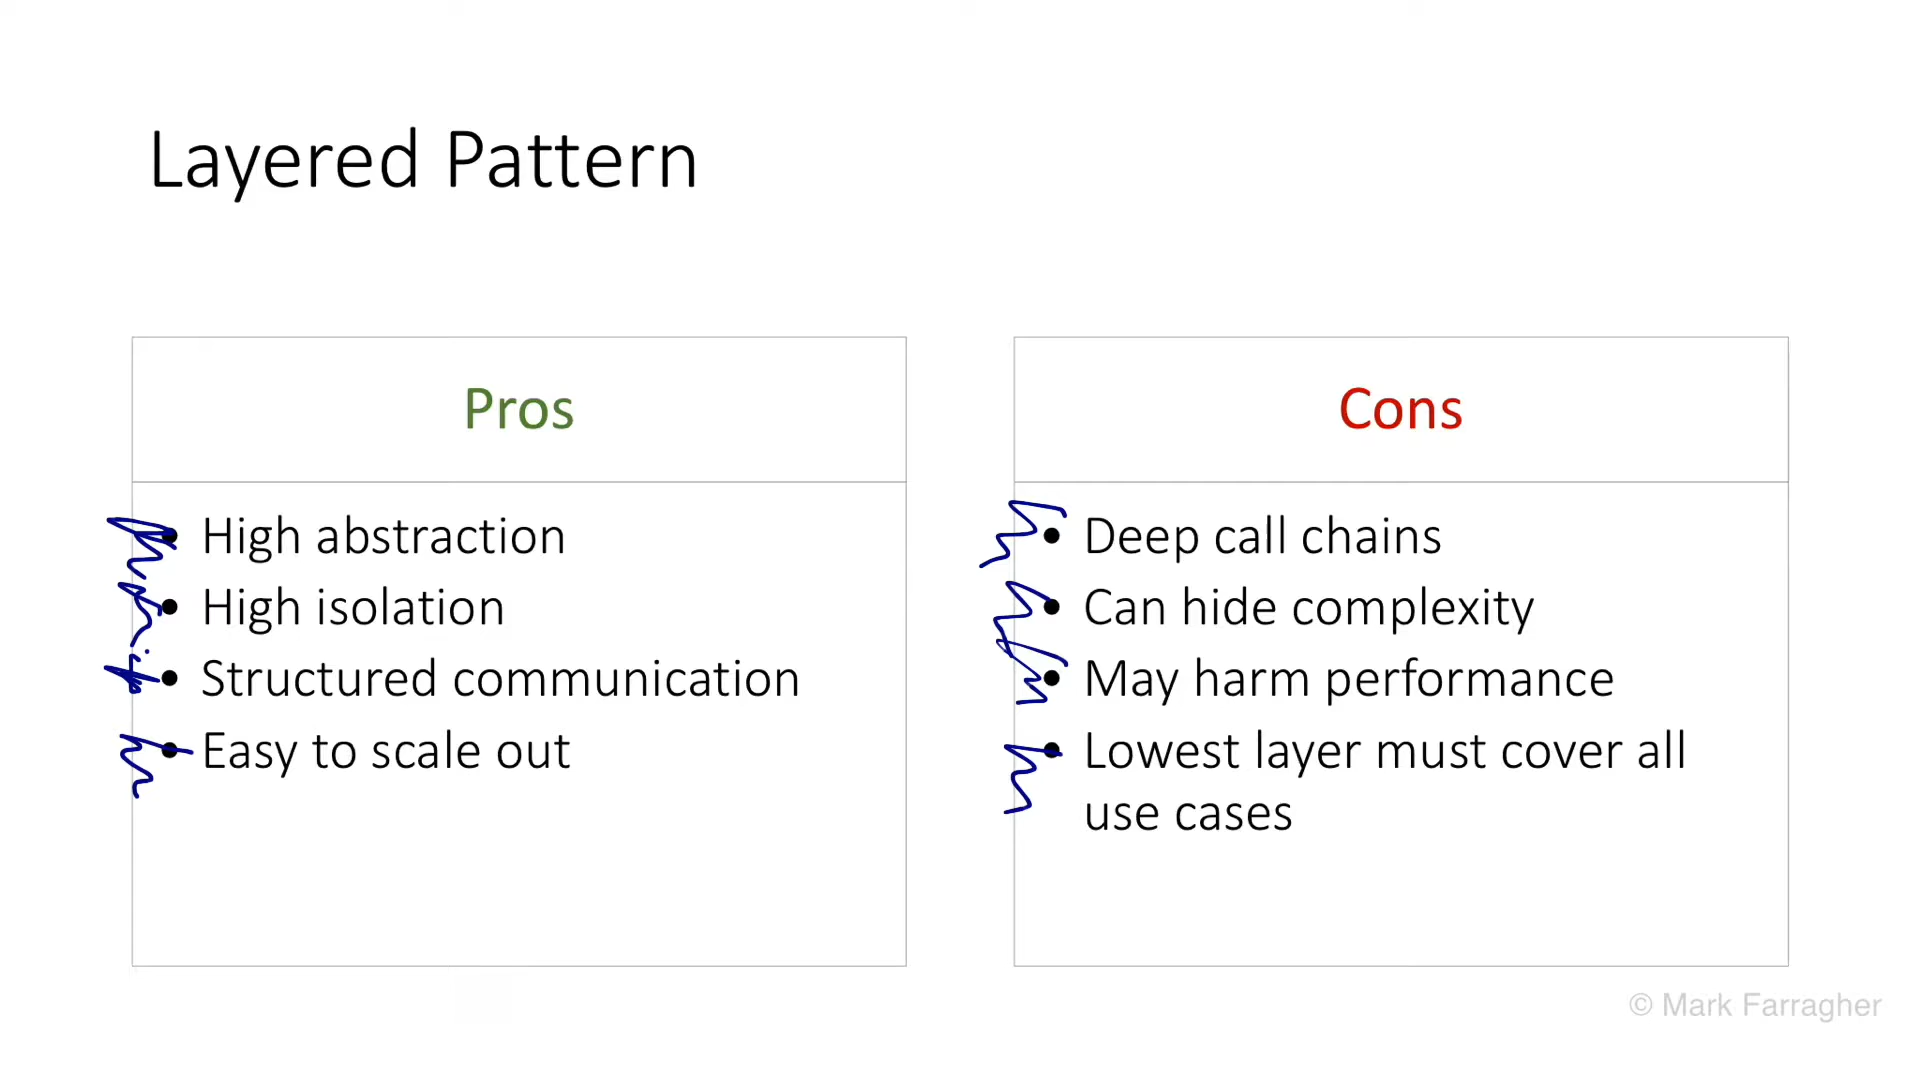 Layered Pattern
Pros
• High abstraction
• High isolation
• Structured communication
• Easy to scale out
Cons
• Deep call chains
• Can hide complexity
• May harm performance
• Lowest layer must cover all
use cases
© Mark Farragher